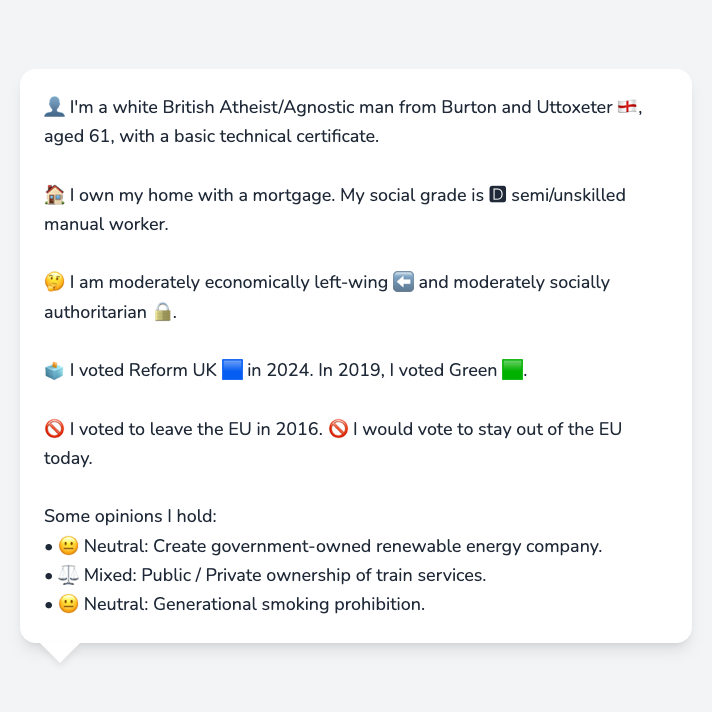 👤 I'm a white British Atheist/Agnostic man from Burton and Uttoxeter 🏴󠁧󠁢󠁥󠁮󠁧󠁿,
aged 61, with a basic technical certificate.
🏠 I own my home with a mortgage. My social grade is 🅳 semi/unskilled
manual worker.
🤔 I am moderately economically left-wing ⬅️ and moderately socially
authoritarian 🔒.
🗳️ I voted Reform UK 🟦 in 2024. In 2019, I voted Green 🟩.
🚫 I voted to leave the EU in 2016. 🚫 I would vote to stay out of the EU
today.
Some opinions I hold:
• 😐 Neutral: Create government-owned renewable energy company.
• ⚖️ Mixed: Public / Private ownership of train services.
• 😐 Neutral: Generational smoking prohibition.